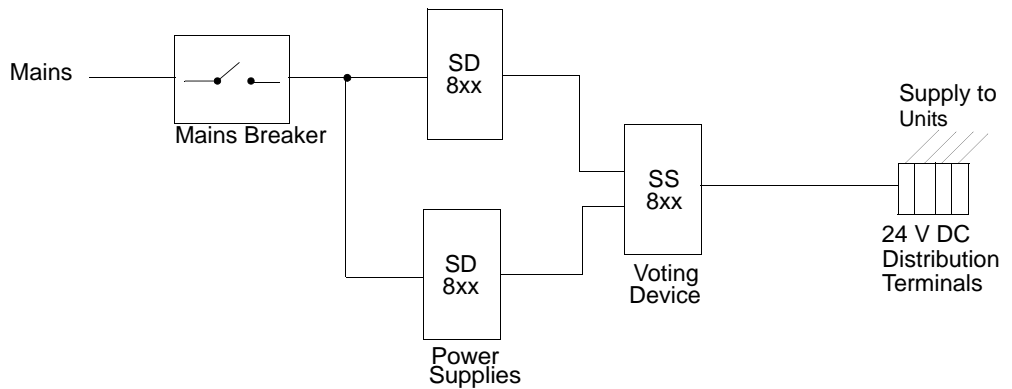 Mains
Mains Breaker
SD
8xx
SD
8xx
Power
Supplies
SS
8xx
Voting
Device
Supply to
Units
24 V DC
Distribution
Terminals